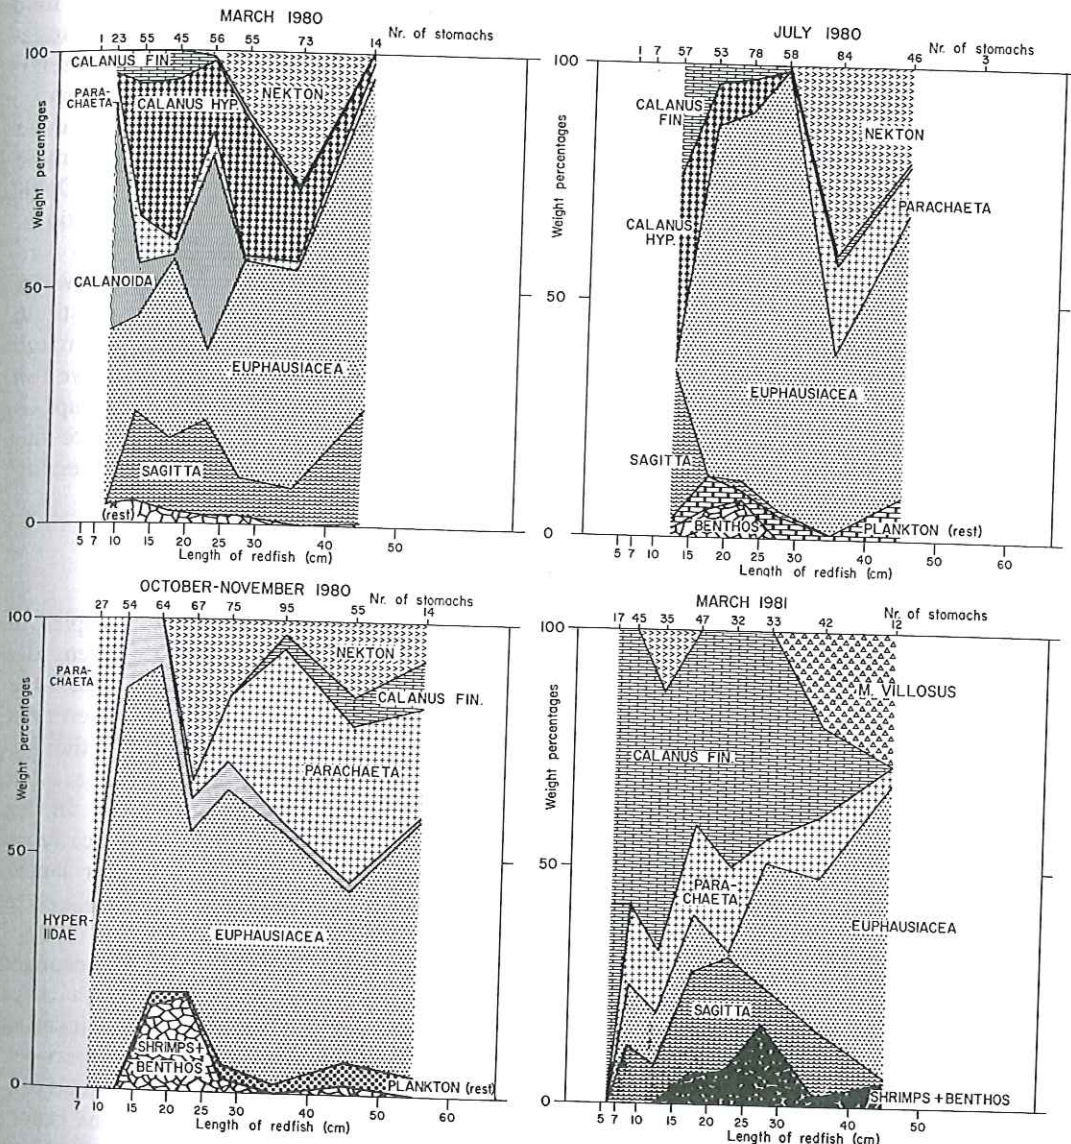 MARCH 1980
Nr. of stomachs
1 23 55 45 56 55 73 14
100
CALANUS FIN.
PARA-
CHAETA
CALANUS HYP.
NEKTON
Weight percentages
CALANOIDA
50
EUPHAUSIACEA
SAGITTA
(rest)
0
5 7 10 15 20 25 30 40 50
Length of redfish (cm)
JULY 1980
Nr. of stomachs
1 7 57 53 78 58 84 46 3
100
CALANUS
FIN.
NEKTON
Weight percentages
PARACHAETA
CALANUS
HYP.
50
EUPHAUSIACEA
SAGITTA
BENTHOS
PLANKTON (rest)
0
5 7 10 15 20 25 30 40 50 60
Length of redfish (cm)
OCTOBER-NOVEMBER 1980
Nr. of stomachs
27 54 64 67 75 95 55 14
100
PARA-
CHAETA
NEKTON
CALANUS FIN.
Weight percentages
PARACHAETA
50
HYPER-
IIDAE
EUPHAUSIACEA
SHRIMPS+
BENTHOS
PLANKTON (rest)
0
7 10 15 20 25 30 40 50 60
Length of redfish (cm)
MARCH 1981
Nr. of stomachs
17 45 35 47 32 33 42 12
100
M. VILLOSUS
CALANUS FIN.
Weight percentages
50
PARA-
CHAETA
EUPHAUSIACEA
SAGITTA
SHRIMPS+BENTHOS
0
5 7 10 15 20 25 30 40 50
Length of redfish (cm)